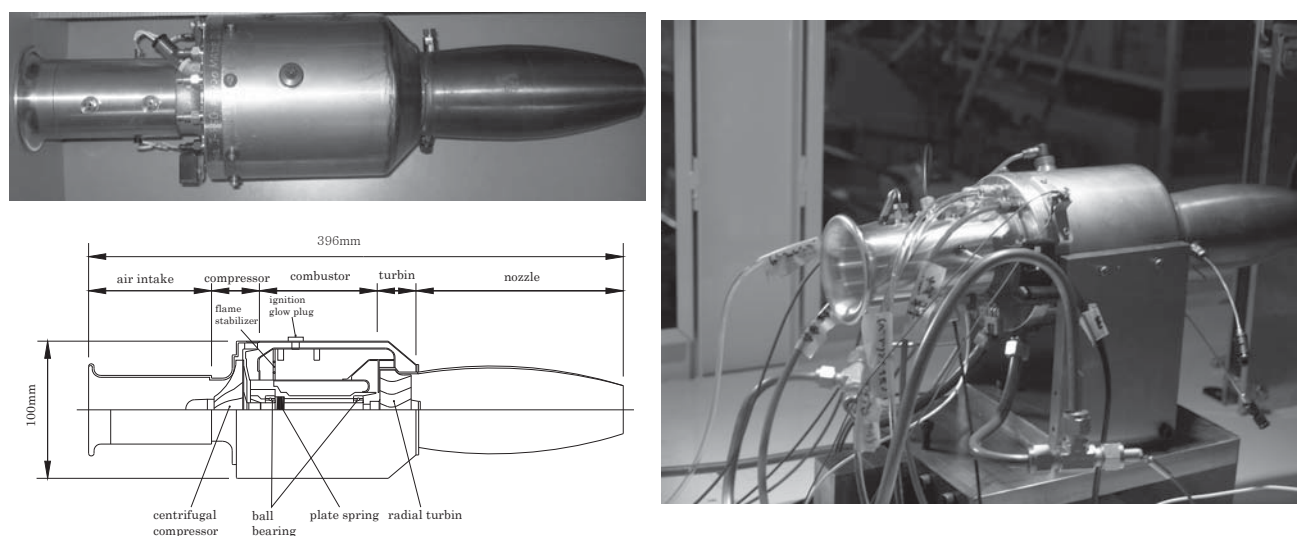 396mm
air intake
compressor
combustor
turbin
nozzle
flame
stabilizer
ignition
glow plug
100mm
centrifugal
compressor
ball
bearing
plate spring
radial turbin